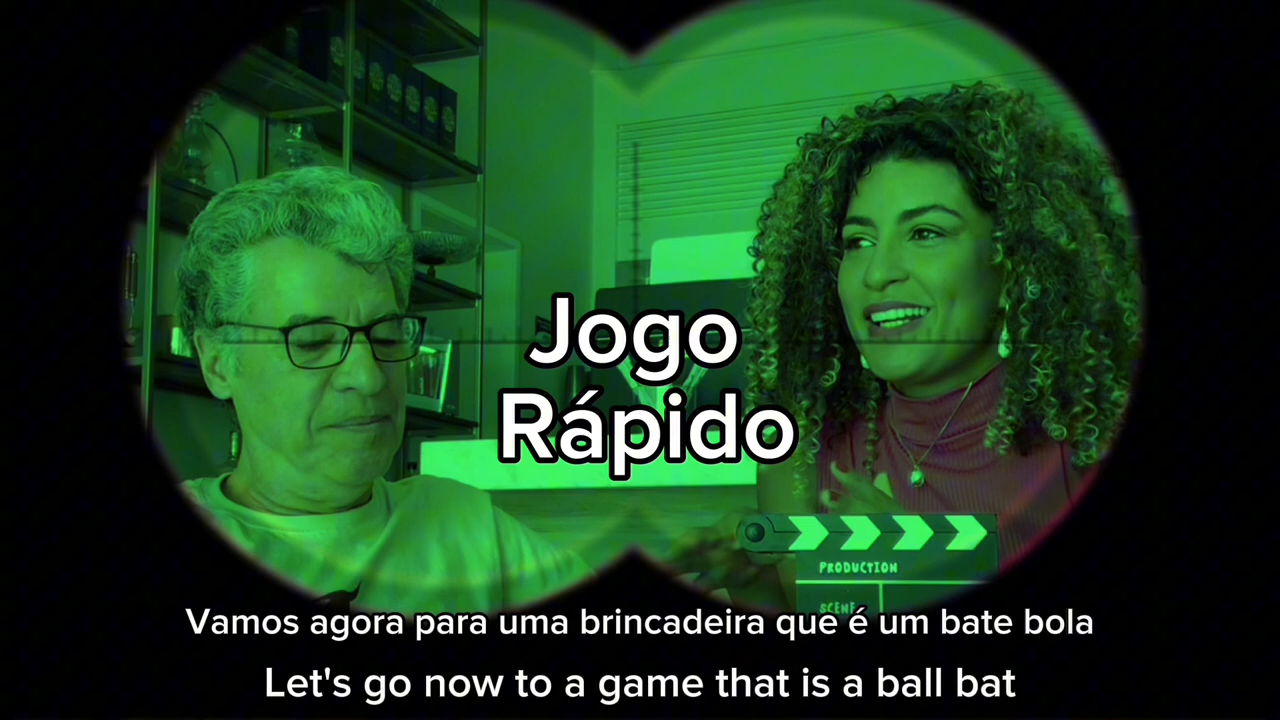 Jogo
Rápido
PRODUCTION
SCENE
Vamos agora para uma brincadeira que é um bate bola
Let's go now to a game that is a ball bat